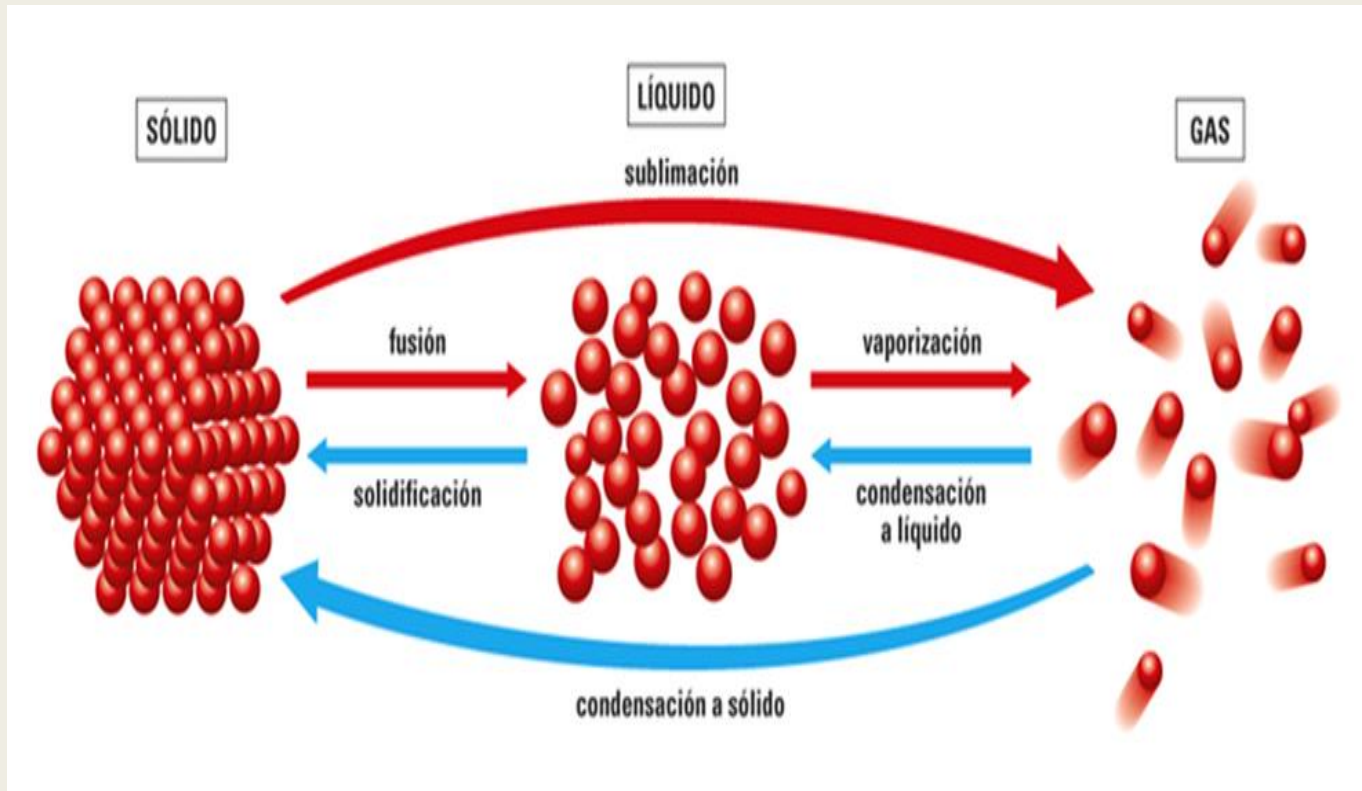 SÓLIDO
LÍQUIDO
GAS
sublimación
fusión
vaporización
solidificación
condensación
a líquido
condensación a sólido